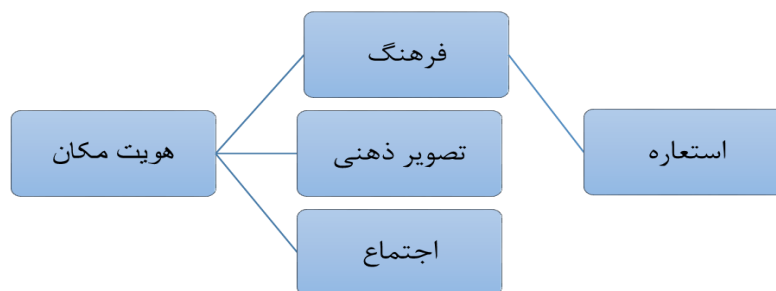 فرهنگ
هویت مکان
تصویر ذهنی
استعاره
اجتماع